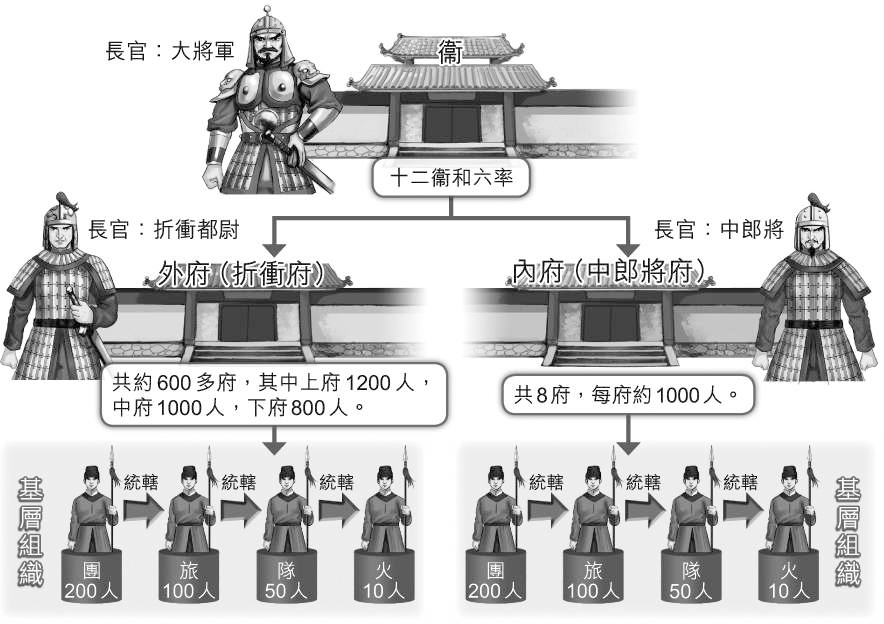 長官：大將軍
衞
十二衞和六率
長官：折衝都尉
長官：中郎將
外府（折衝府）
內府（中郎將府）
共約600多府，其中上府1200人，
中府1000人，下府800人。
共8府，每府約1000人。
基層組織
統轄
統轄
統轄
團
200人
旅
100人
隊
50人
火
10人
統轄
統轄
統轄
團
200人
旅
100人
隊
50人
火
10人
基層組織